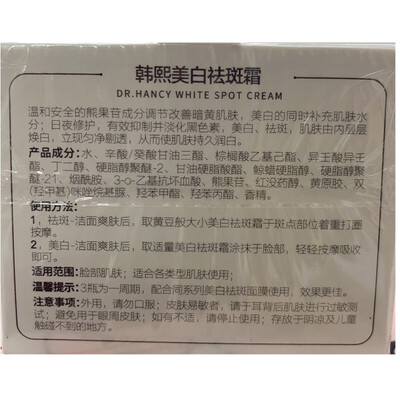 韩熙美白祛斑霜
DR.HANCY WHITE SPOT CREAM
温和安全的熊果苷成分调节改善暗黄肌肤，美白的同时补充肌肤水
分；日夜修护，有效抑制并淡化黑色素，美白、祛斑，肌肤由内层层
焕白，立现匀净剔透，从而使肌肤持久润白。
产品成分：水、辛酸/癸酸甘油三酯、棕榈酸乙基己酯、异壬酸异壬
酯、丁二醇、硬脂醇聚醚-2、甘油硬脂酸酯、鲸蜡硬脂醇、硬脂醇聚
醚-21、烟酰胺、3-o-乙基抗坏血酸、熊果苷、红没药醇、黄原胶、双
(羟甲基)咪唑烷基脲、羟苯甲酯、羟苯丙酯、香精
使用方法：
1，祛斑-洁面爽肤后，取黄豆般大小美白祛斑霜于斑点部位着重打圈
按摩。
2，美白-洁面爽肤后，取适量美白祛斑霜涂抹于脸部，轻轻按摩吸收
即可。
适用范围：脸部肌肤；适合各类型肌肤使用；
温馨提示：3瓶为一周期，配合同系列美白祛斑面膜使用，效果更佳。
注意事项：外用，请勿口服；皮肤易敏者，请于耳背后肌肤进行过敏测
试；避免用于眼周皮肤；如有不适，请停止使用；存放于阴凉及儿童
触碰不到的地方。